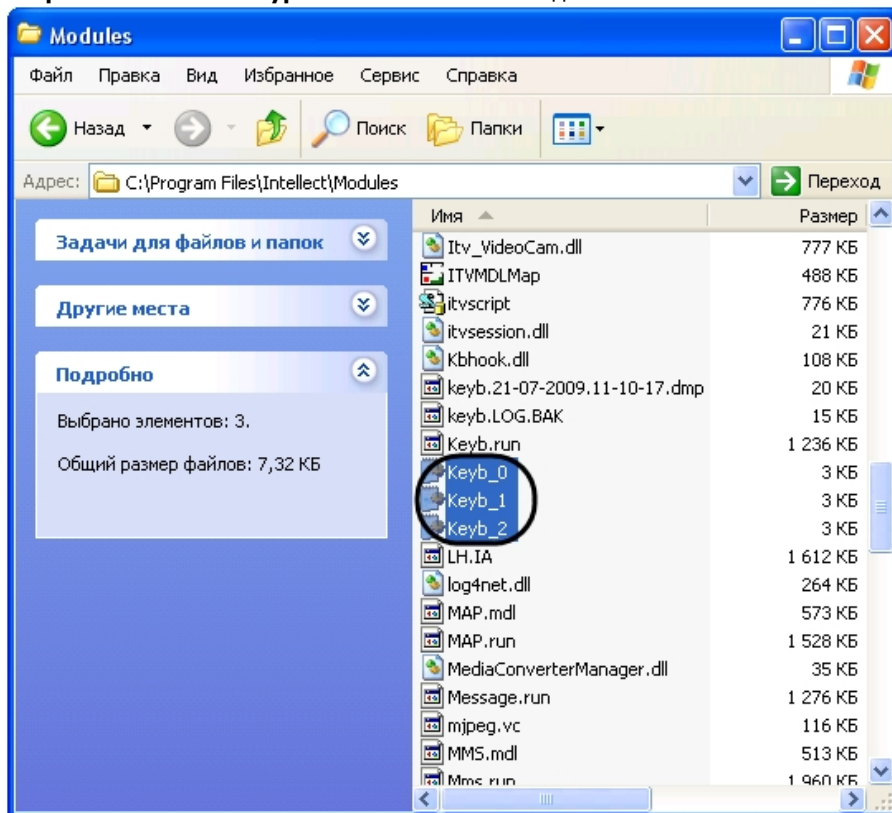 Modules
Файл Правка Вид Избранное Сервис Справка
Назад Поиск Папки
Адрес: C:\Program Files\Intellect\Modules Переход
Задачи для файлов и папок
Другие места
Подробно
Выбрано элементов: 3.
Общий размер файлов: 7,32 КБ
Имя Размер
Itv_VideoCam.dll 777 КБ
ITVMDLMap 488 КБ
itvscript 776 КБ
itvsession.dll 21 КБ
Kbhook.dll 108 КБ
keyb.21-07-2009.11-10-17.dmp 20 КБ
keyb.LOG.BAK 15 КБ
Keyb.run 1 236 КБ
Keyb_0 3 КБ
Keyb_1 3 КБ
Keyb_2 3 КБ
LH.IA 1 612 КБ
log4net.dll 264 КБ
MAP.mdl 573 КБ
MAP.run 1 528 КБ
MediaConverterManager.dll 35 КБ
Message.run 1 276 КБ
mjpeg.vc 116 КБ
MMS.mdl 513 КБ
Mms.run 1 960 КБ